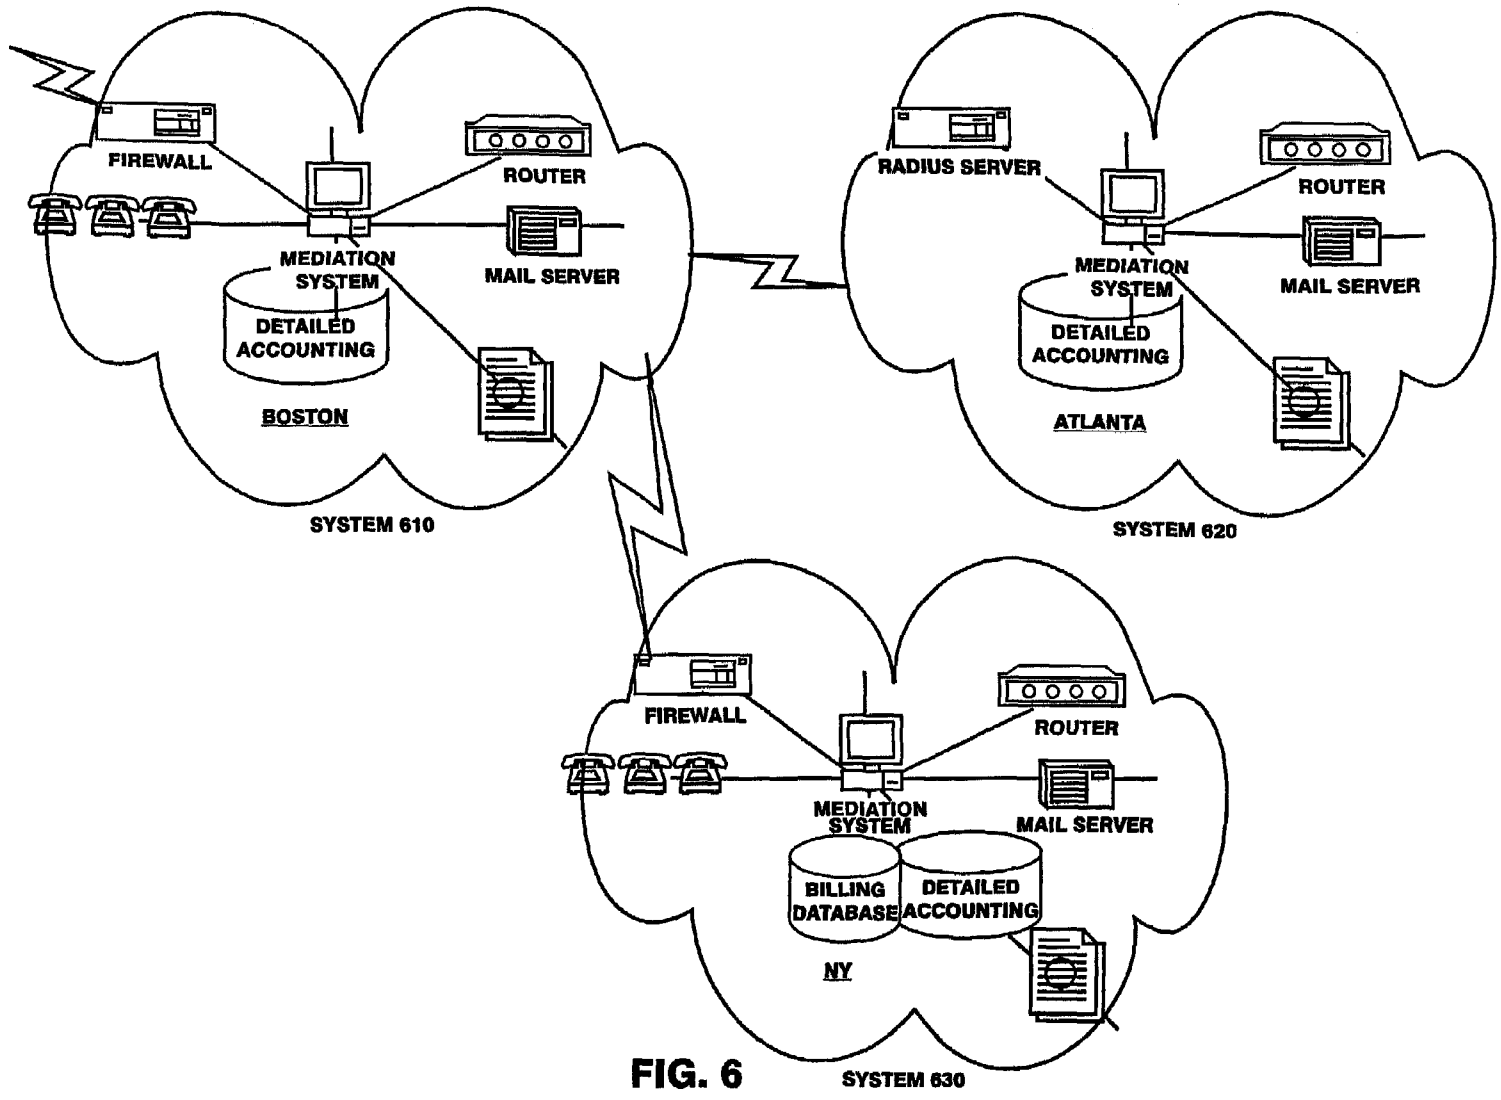 FIREWALL
ROUTER
MEDIATION
SYSTEM
MAIL SERVER
DETAILED
ACCOUNTING
BOSTON
SYSTEM 610
RADIUS SERVER
ROUTER
MEDIATION
SYSTEM
MAIL SERVER
DETAILED
ACCOUNTING
ATLANTA
SYSTEM 620
FIREWALL
ROUTER
MEDIATION
SYSTEM
MAIL SERVER
BILLING
DATABASE
DETAILED
ACCOUNTING
NY
SYSTEM 630
FIG. 6